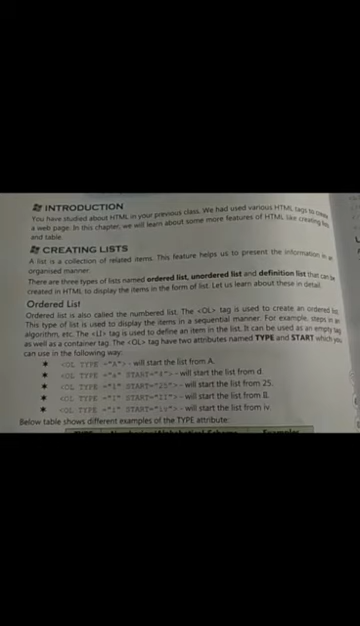 INTRODUCTION
You have studied about HTML in your previous class. We had used various HTML tags to create
a web page. In this chapter, we will learn about some more features of HTML like creating lists
and table.
CREATING LISTS
A list is a collection of related items. This feature helps us to present the information in an
organised manner.
There are three types of lists named ordered list, unordered list and definition list that can be
created in HTML to display the items in the form of list. Let us learn about these in detail.
Ordered List
Ordered list is also called the numbered list. The <OL> tag is used to create an ordered list.
This type of list is used to display the items in a sequential manner. For example, steps in an
algorithm, etc. The <LI> tag is used to define an item in the list. It can be used as an empty tag
as well as a container tag. The <OL> tag have two attributes named TYPE and START which you
can use in the following way:
* <OL TYPE ="A"> - will start the list from A.
* <OL TYPE ="a" START="4"> - will start the list from d.
* <OL TYPE ="1" START="25"> - will start the list from 25.
* <OL TYPE ="I" START="II"> - will start the list from II.
* <OL TYPE ="i" START="iv"> - will start the list from iv.
Below table shows different examples of the TYPE attribute:
TYPE Numbering/Alphabetical Scheme Examples